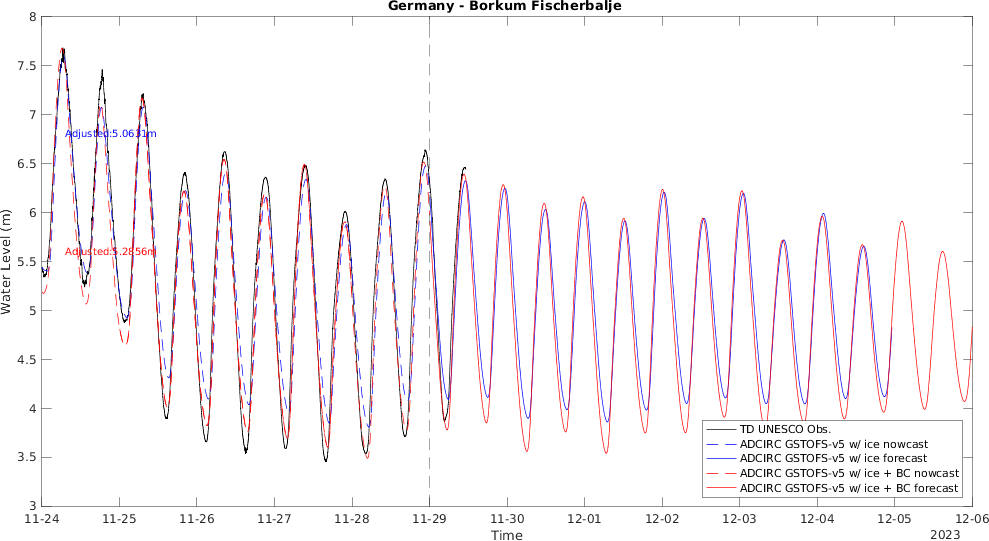 Germany - Borkum Fischerbalje
8
7.5
7
6.5
6
5.5
5
4.5
4
3.5
3
Water Level (m)
Adjusted:5.0631m
Adjusted:5.2856m
TD UNESCO Obs.
ADCIRC GSTOFS-v5 w/ ice nowcast
ADCIRC GSTOFS-v5 w/ ice forecast
ADCIRC GSTOFS-v5 w/ ice + BC nowcast
ADCIRC GSTOFS-v5 w/ ice + BC forecast
11-24 11-25 11-26 11-27 11-28 11-29 11-30 12-01 12-02 12-03 12-04 12-05 12-06
Time
2023